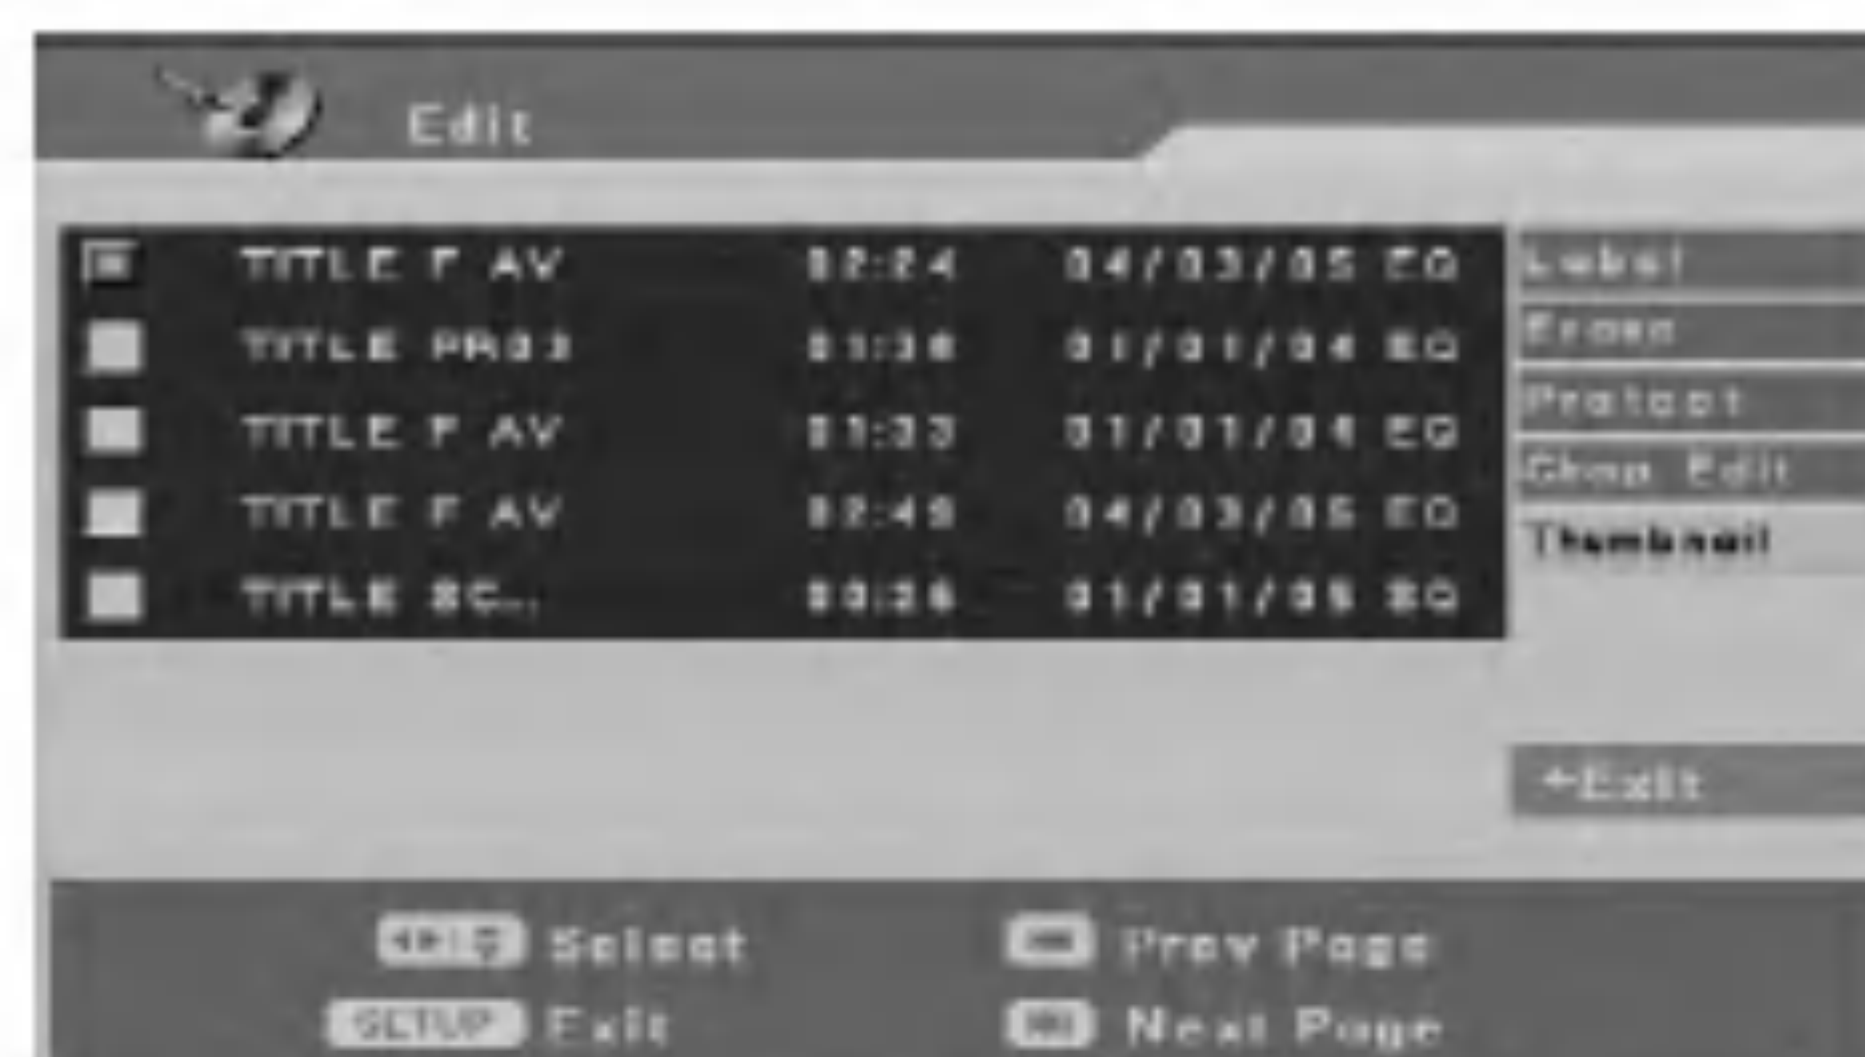 Edit
TITLE F AV 02:24 04/03/05 EQ
TITLE PR03 01:36 01/01/04 EQ
TITLE F AV 01:33 01/01/04 EQ
TITLE F AV 02:49 04/03/05 EQ
TITLE SC... 00:26 01/01/05 EQ
Label
Erase
Protect
Chap. Edit
Thumbnail
Exit
Select
Prev Page
SETUP Exit
Next Page